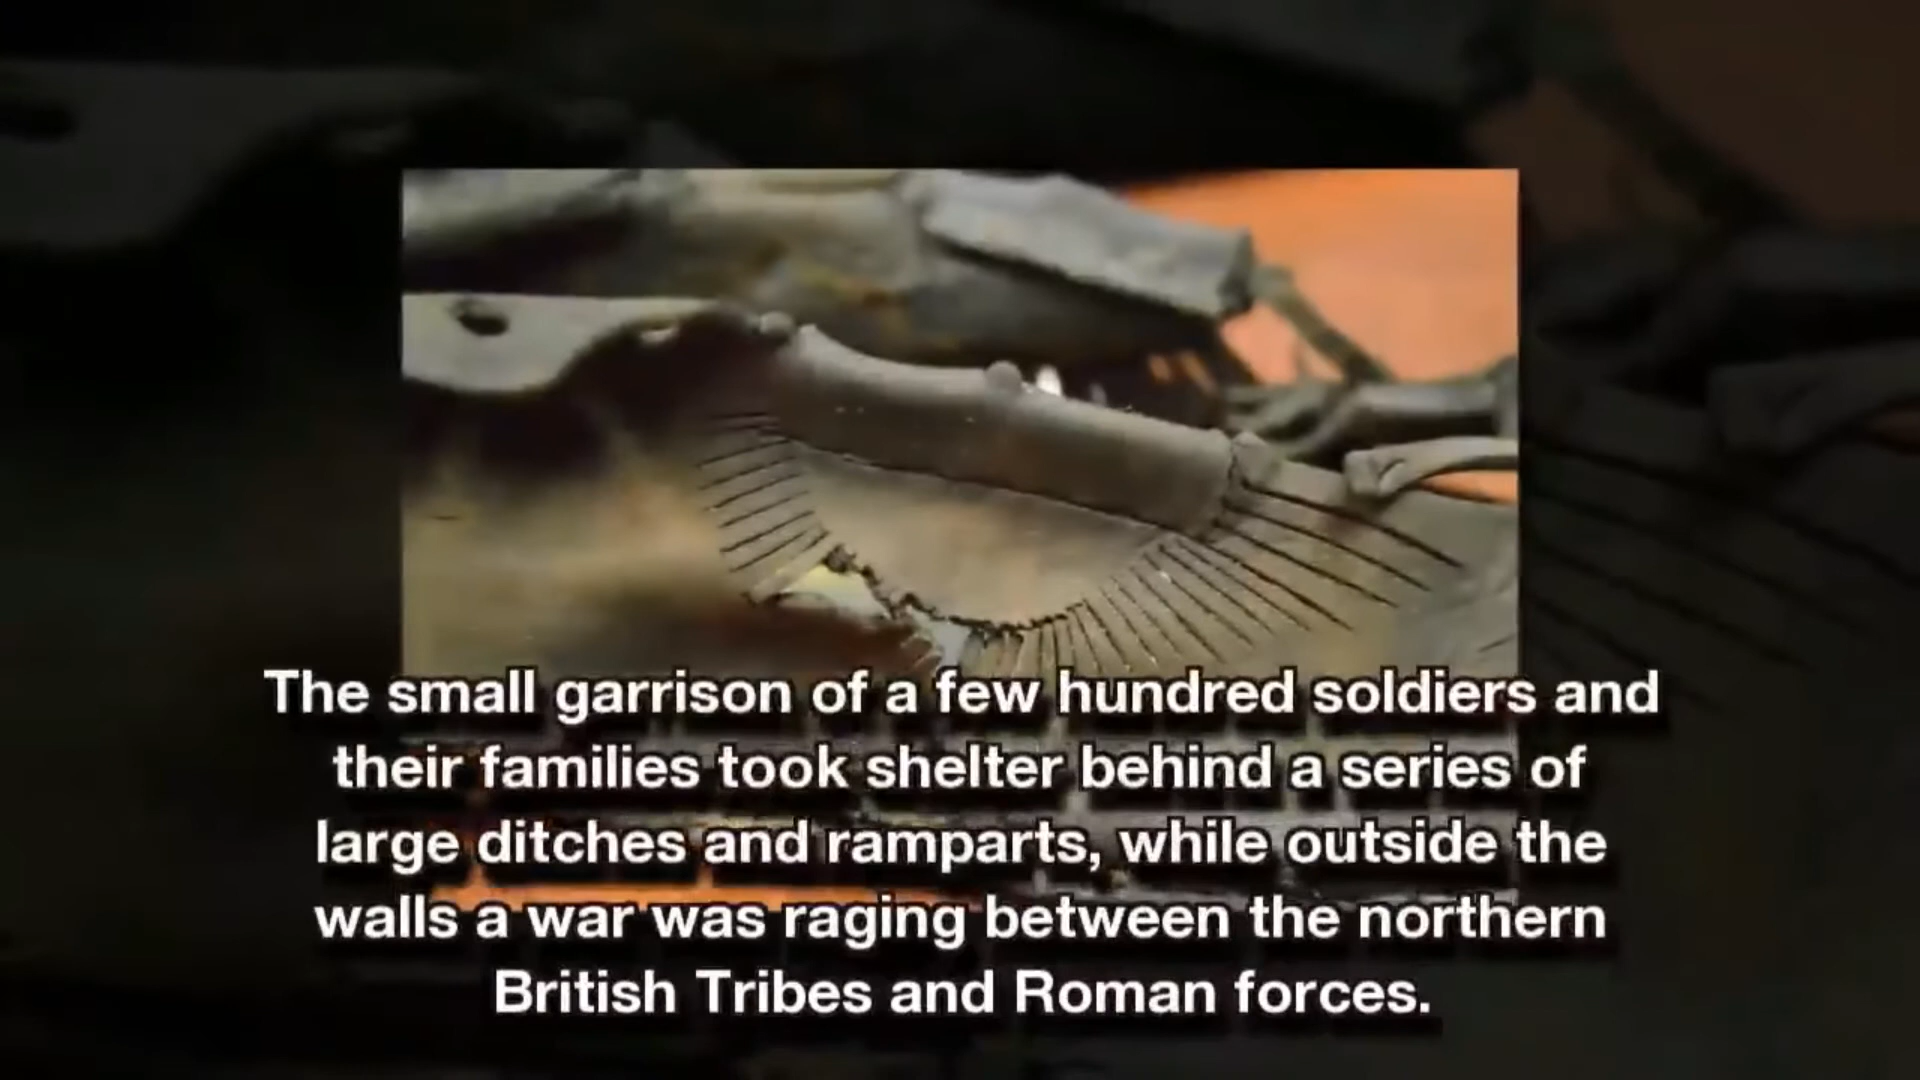 The small garrison of a few hundred soldiers and
their families took shelter behind a series of
large ditches and ramparts, while outside the
walls a war was raging between the northern
British Tribes and Roman forces.